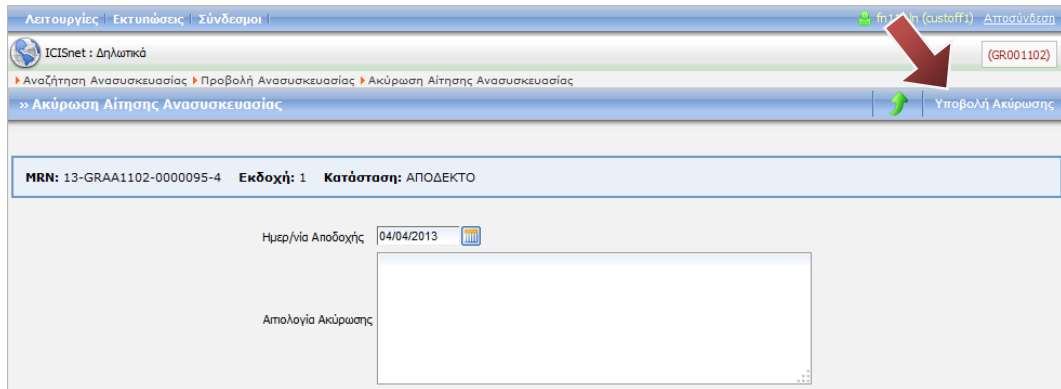 Λειτουργίες Εκτυπώσεις Σύνδεσμοι (custoff1) Αποσύνδεση
ICISnet : Δηλωτικά (GR001102)
Αναζήτηση Ανασυσκευασίας Προβολή Ανασυσκευασίας Ακύρωση Αίτησης Ανασυσκευασίας
» Ακύρωση Αίτησης Ανασυσκευασίας Υποβολή Ακύρωσης
MRN: 13-GRAA1102-0000095-4 Εκδοχή: 1 Κατάσταση: ΑΠΟΔΕΚΤΟ
Ημερ/νία Αποδοχής 04/04/2013
Αιτιολογία Ακύρωσης